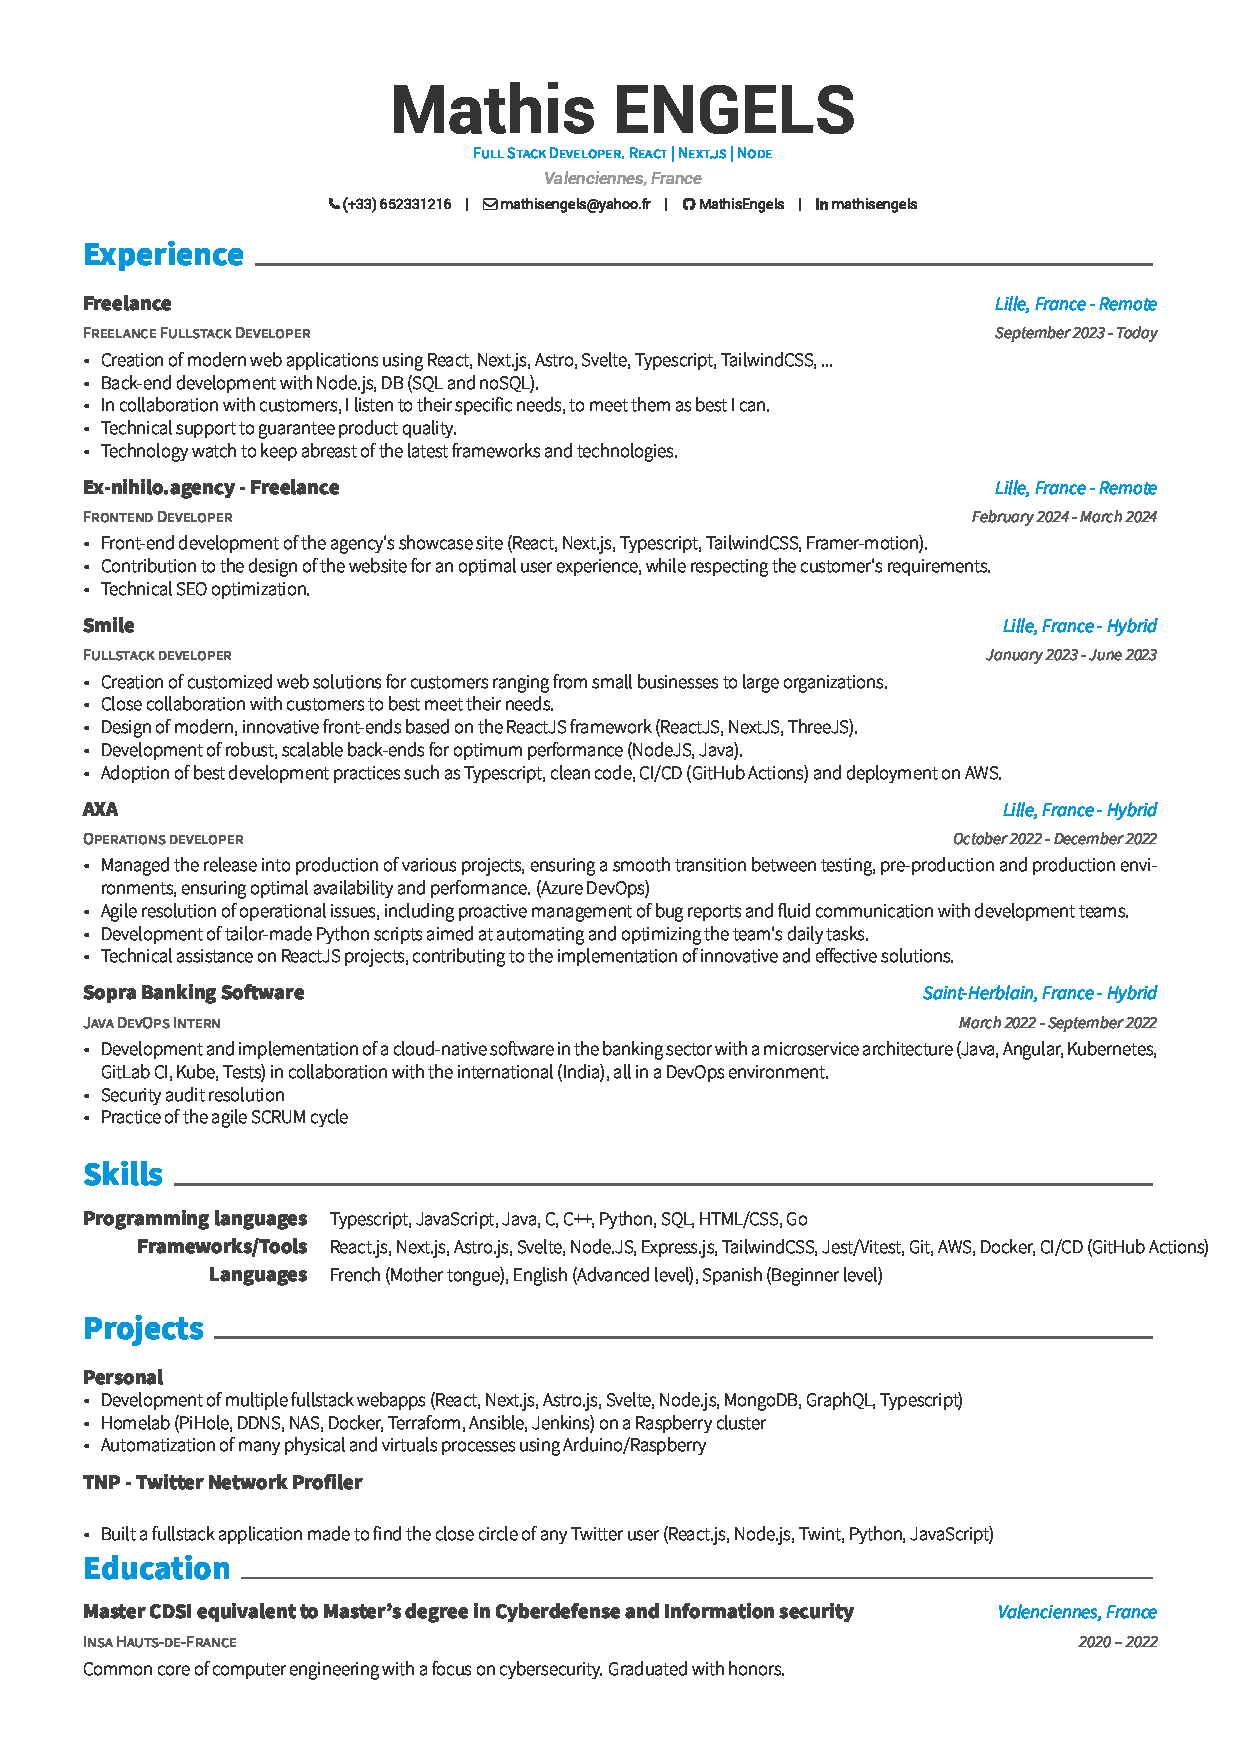 Mathis ENGELS
Full Stack Developer. React | Next.js | Node
Valenciennes, France
(+33) 652331216 | mathisengels@yahoo.fr | MathisEngels | mathisengels
Experience
Freelance Lille, France - Remote
Freelance Fullstack Developer September 2023 - Today
• Creation of modern web applications using React, Next.js, Astro, Svelte, Typescript, TailwindCSS, ...
• Back-end development with Node.js, DB (SQL and noSQL).
• In collaboration with customers, I listen to their specific needs, to meet them as best I can.
• Technical support to guarantee product quality.
• Technology watch to keep abreast of the latest frameworks and technologies.
Ex-nihilo.agency - Freelance Lille, France - Remote
Frontend Developer February 2024 - March 2024
• Front-end development of the agency's showcase site (React, Next.js, Typescript, TailwindCSS, Framer-motion).
• Contribution to the design of the website for an optimal user experience, while respecting the customer's requirements.
• Technical SEO optimization.
Smile Lille, France - Hybrid
Fullstack developer January 2023 - June 2023
• Creation of customized web solutions for customers ranging from small businesses to large organizations.
• Close collaboration with customers to best meet their needs.
• Design of modern, innovative front-ends based on the ReactJS framework (ReactJS, NextJS, ThreeJS).
• Development of robust, scalable back-ends for optimum performance (NodeJS, Java).
• Adoption of best development practices such as Typescript, clean code, CI/CD (GitHub Actions) and deployment on AWS.
AXA Lille, France - Hybrid
Operations developer October 2022 - December 2022
• Managed the release into production of various projects, ensuring a smooth transition between testing, pre-production and production envi-
ronments, ensuring optimal availability and performance. (Azure DevOps)
• Agile resolution of operational issues, including proactive management of bug reports and fluid communication with development teams.
• Development of tailor-made Python scripts aimed at automating and optimizing the team's daily tasks.
• Technical assistance on ReactJS projects, contributing to the implementation of innovative and effective solutions.
Sopra Banking Software Saint-Herblain, France - Hybrid
Java DevOps Intern March 2022 - September 2022
• Development and implementation of a cloud-native software in the banking sector with a microservice architecture (Java, Angular, Kubernetes,
GitLab CI, Kube, Tests) in collaboration with the international (India), all in a DevOps environment.
• Security audit resolution
• Practice of the agile SCRUM cycle
Skills
Programming languages Typescript, JavaScript, Java, C, C++, Python, SQL, HTML/CSS, Go
Frameworks/Tools React.js, Next.js, Astro.js, Svelte, Node.JS, Express.js, TailwindCSS, Jest/Vitest, Git, AWS, Docker, CI/CD (GitHub Actions)
Languages French (Mother tongue), English (Advanced level), Spanish (Beginner level)
Projects
Personal
• Development of multiple fullstack webapps (React, Next.js, Astro.js, Svelte, Node.js, MongoDB, GraphQL, Typescript)
• Homelab (PiHole, DDNS, NAS, Docker, Terraform, Ansible, Jenkins) on a Raspberry cluster
• Automatization of many physical and virtuals processes using Arduino/Raspberry
TNP - Twitter Network Profiler
• Built a fullstack application made to find the close circle of any Twitter user (React.js, Node.js, Twint, Python, JavaScript)
Education
Master CDSI equivalent to Master's degree in Cyberdefense and Information security Valenciennes, France
Insa Hauts-de-France 2020 – 2022
Common core of computer engineering with a focus on cybersecurity. Graduated with honors.